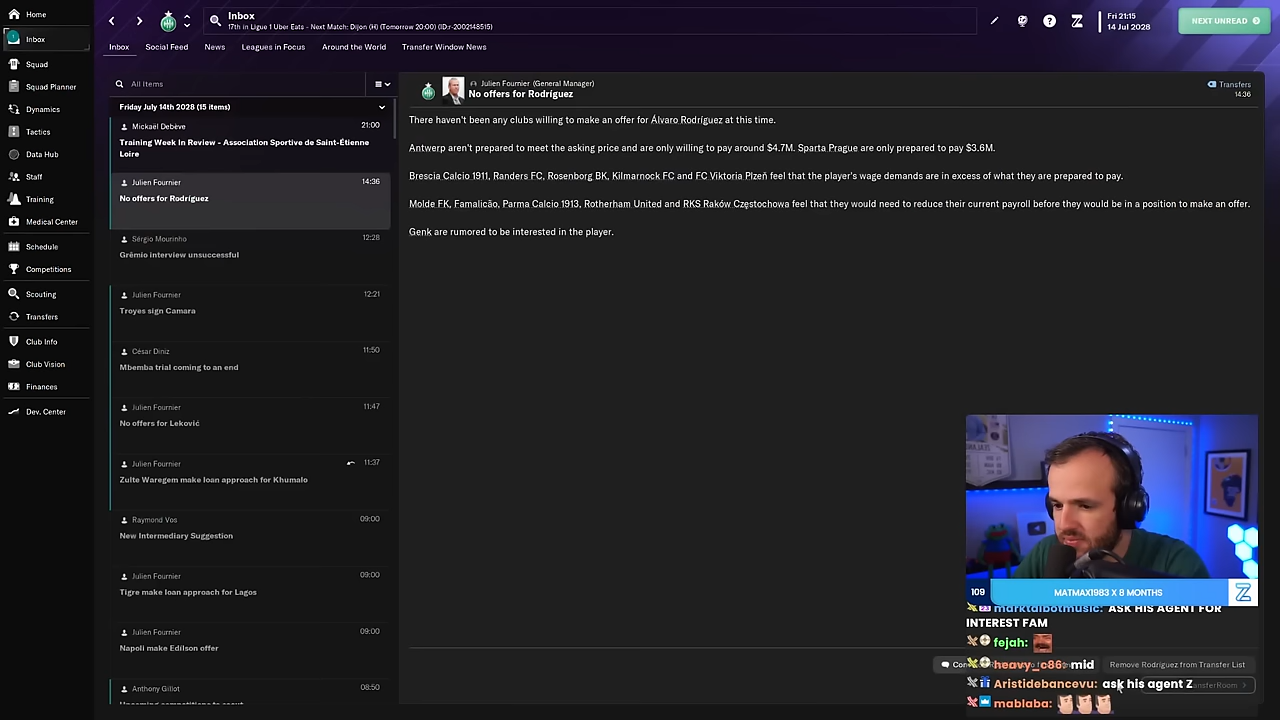 Home
Inbox
Squad
Squad Planner
Dynamics
Tactics
Data Hub
Staff
Training
Medical Center
Schedule
Competitions
Scouting
Transfers
Club Info
Club Vision
Finances
Dev. Center
Inbox
17th in Ligue 1 Uber Eats - Next Match: Dijon (H) (Tomorrow 20:00) (ID:r-2002148515)
Fri 21:15
14 Jul 2028
NEXT UNREAD
Inbox Social Feed News Leagues in Focus Around the World Transfer Window News
All Items
Friday July 14th 2028 (15 items)
Mickaël Debève 21:00
Training Week In Review - Association Sportive de Saint-Étienne
Loire
Julien Fournier 14:36
No offers for Rodríguez
Sérgio Mourinho 12:28
Grêmio interview unsuccessful
Julien Fournier 12:21
Troyes sign Camara
César Diniz 11:50
Mbemba trial coming to an end
Julien Fournier 11:47
No offers for Leković
Julien Fournier 11:37
Zulte Waregem make loan approach for Khumalo
Raymond Vos 09:00
New Intermediary Suggestion
Julien Fournier 09:00
Tigre make loan approach for Lagos
Julien Fournier 09:00
Napoli make Edílson offer
Anthony Gillot 08:50
Julien Fournier (General Manager)
No offers for Rodríguez
Transfers
14:36
There haven't been any clubs willing to make an offer for Álvaro Rodríguez at this time.
Antwerp aren't prepared to meet the asking price and are only willing to pay around $4.7M. Sparta Prague are only prepared to pay $3.6M.
Brescia Calcio 1911, Randers FC, Rosenborg BK, Kilmarnock FC and FC Viktoria Plzeň feel that the player's wage demands are in excess of what they are prepared to pay.
Molde FK, Famalicão, Parma Calcio 1913, Rotherham United and RKS Raków Częstochowa feel that they would need to reduce their current payroll before they would be in a position to make an offer.
Genk are rumored to be interested in the player.
109 MATMAX1983 X 8 MONTHS Z
marktalbotmusic: ASK HIS AGENT FOR
INTEREST FAM
fejah:
heavy_c86: mid
Remove Rodríguez from Transfer List
Aristidebancevu: ask his agent Z
mablaba: